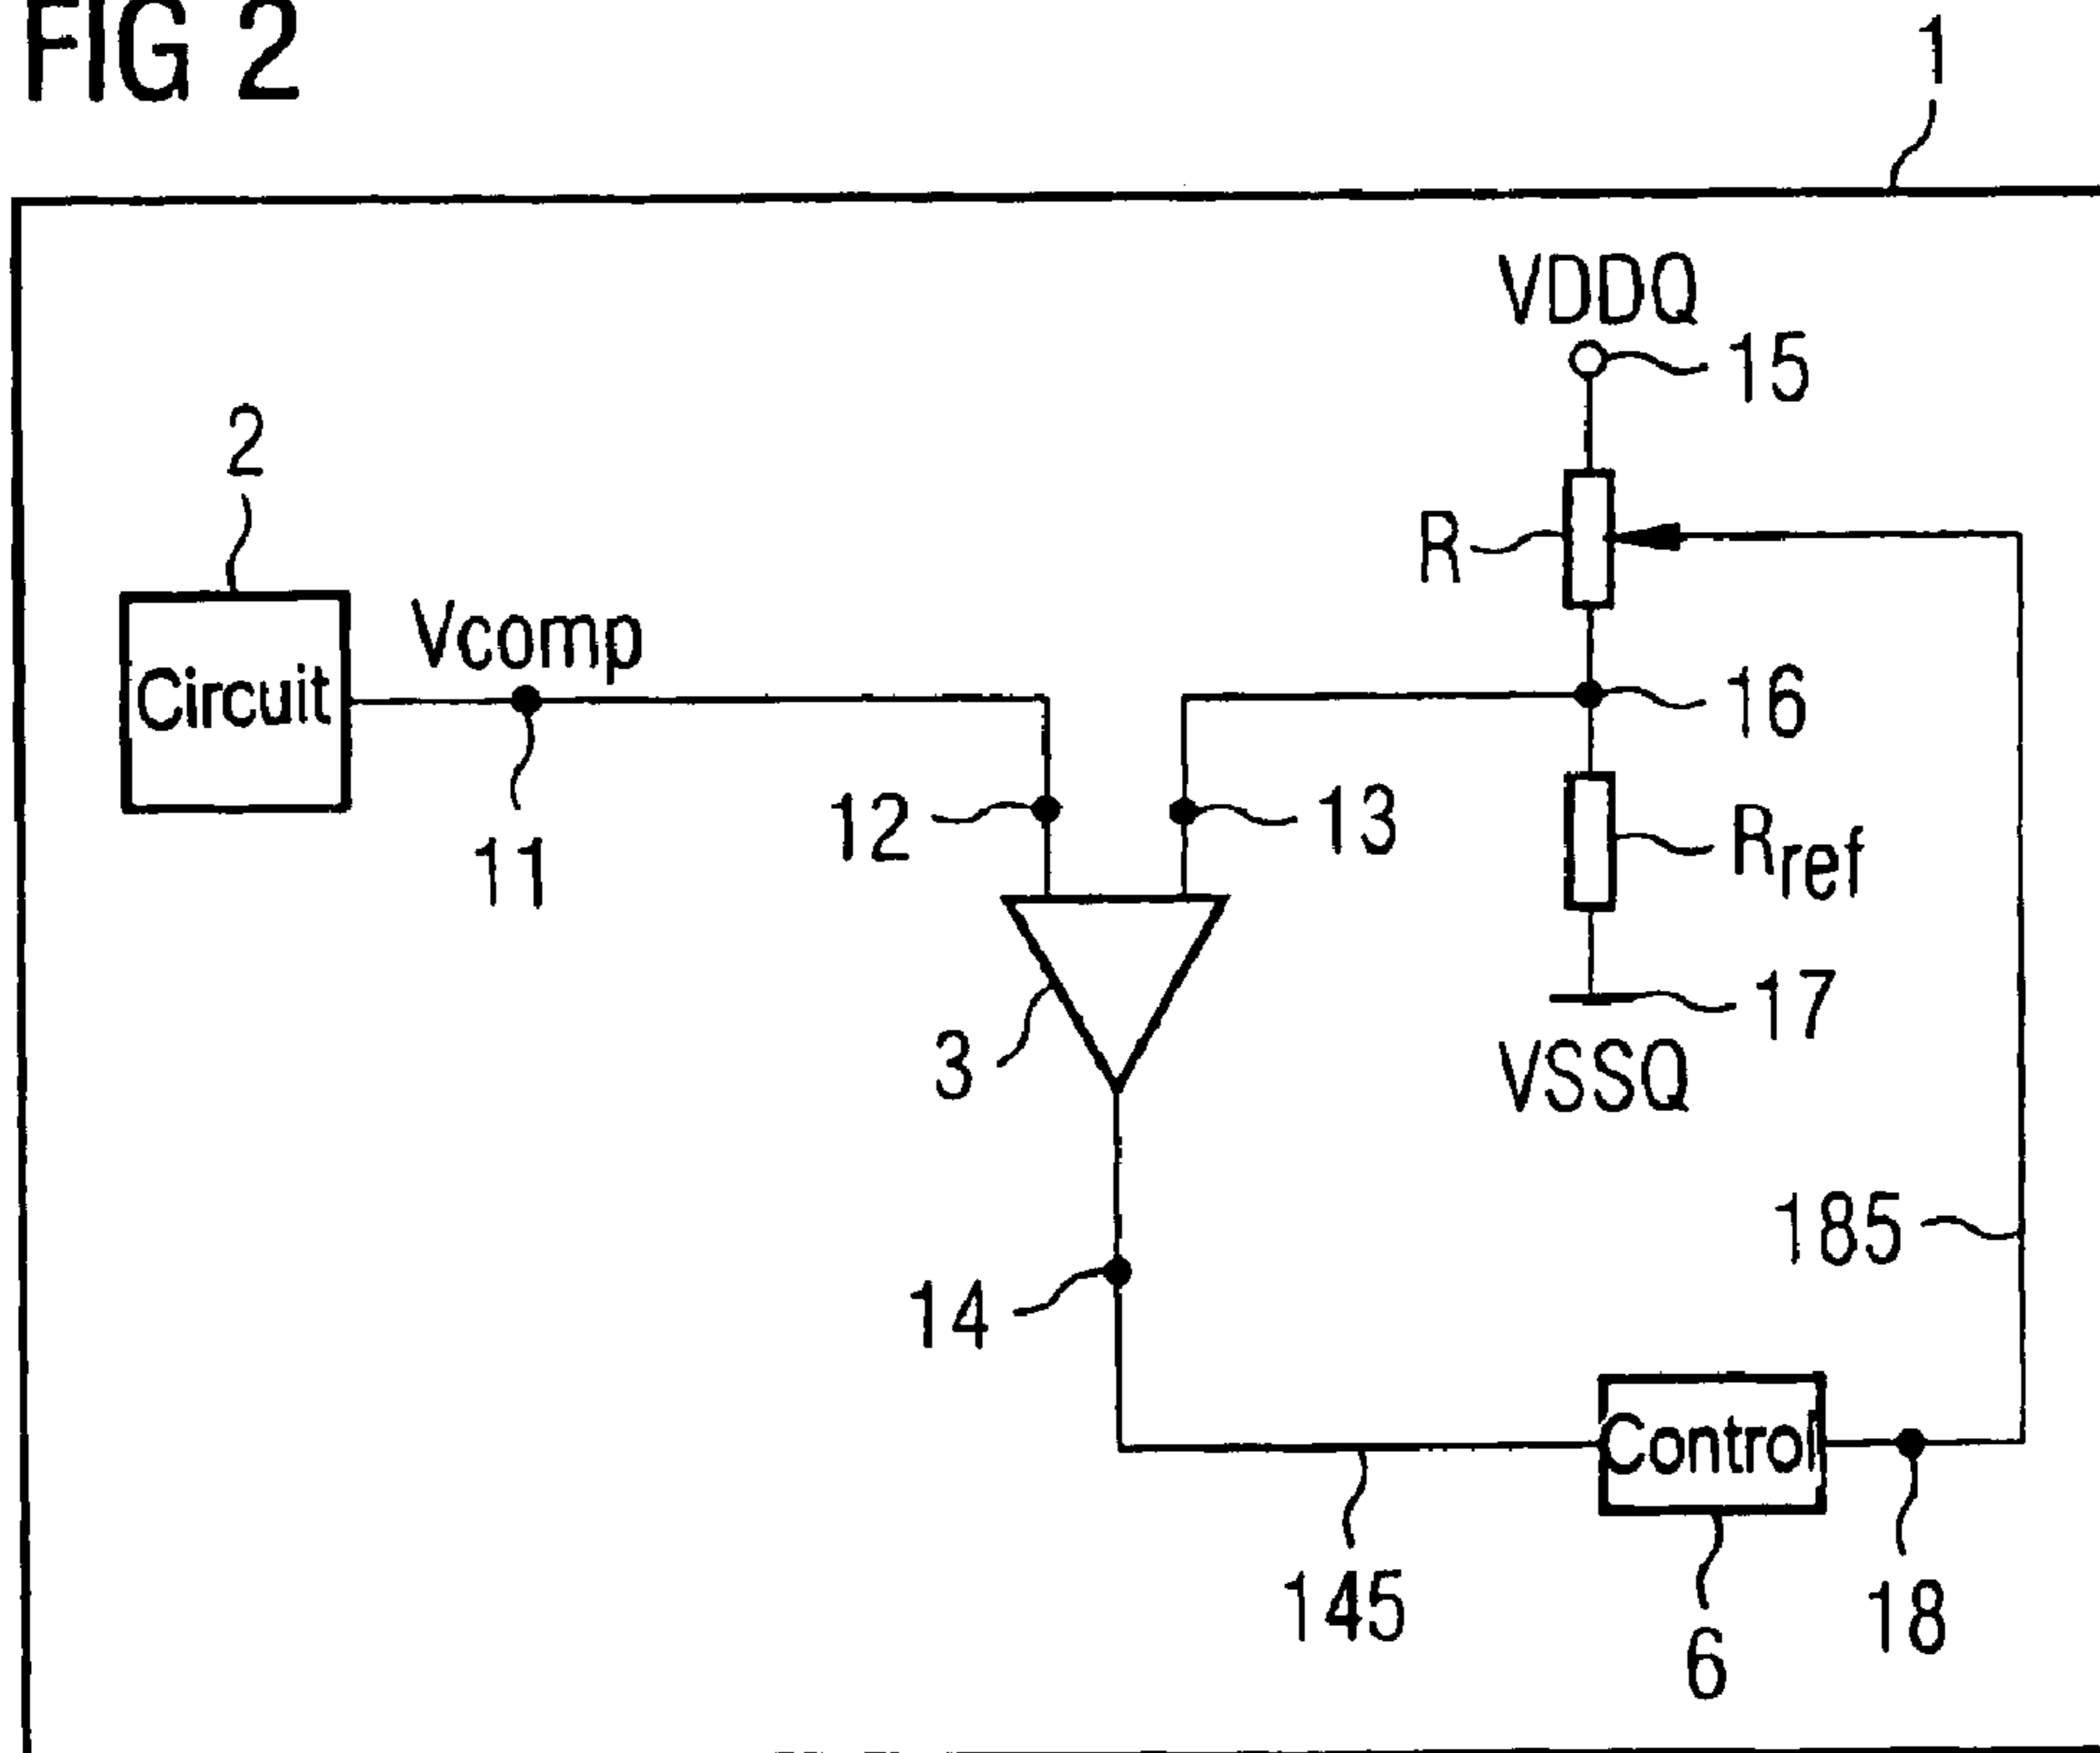 FIG 2
1
VDDQ
15
2
R
Vcomp
Circuit
16
12
13
11
Rref
3
17
VSSQ
185
14
Control
145
18
6